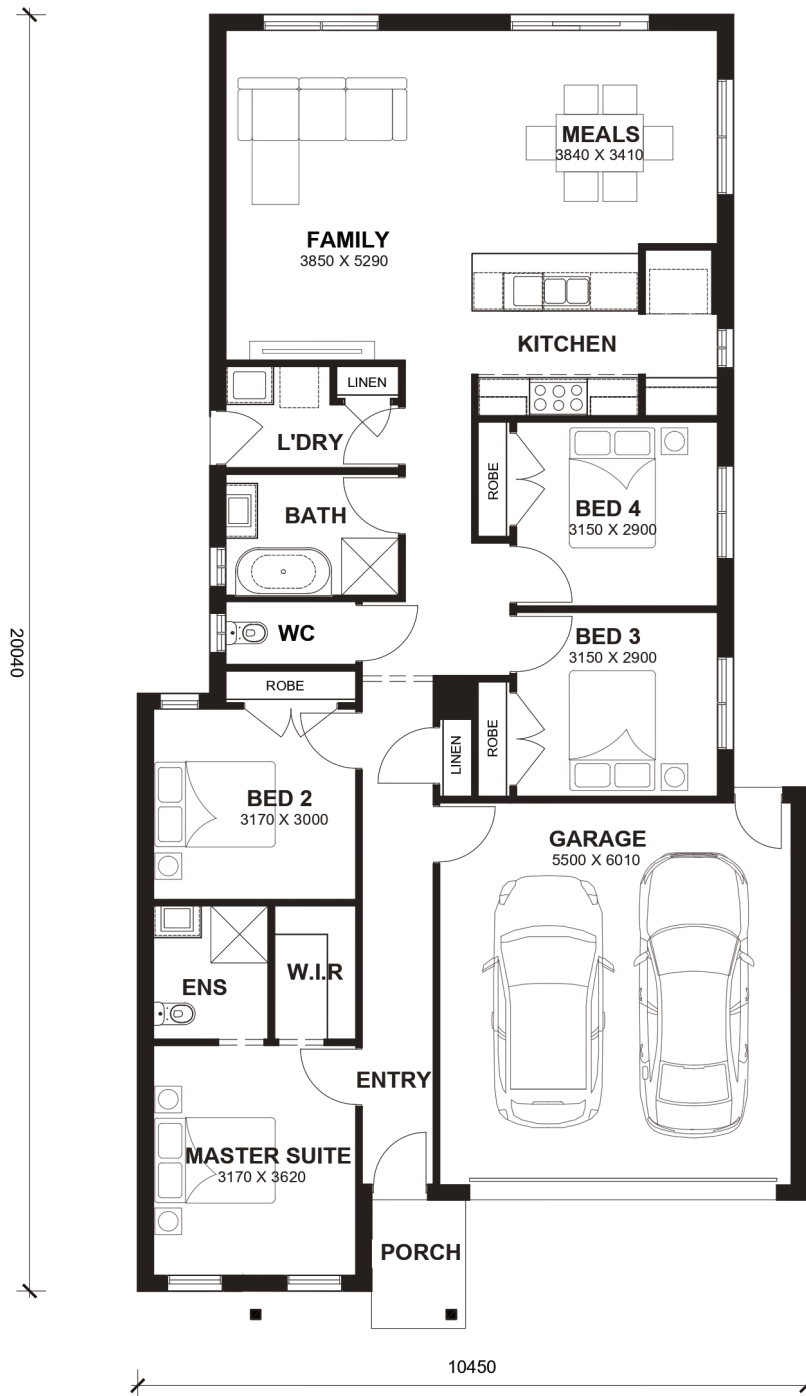 MEALS
3840 X 3410
FAMILY
3850 X 5290
KITCHEN
LINEN
L'DRY
ROBE
BED 4
3150 X 2900
BATH
WC
BED 3
3150 X 2900
20040
ROBE
ROBE
LINEN
BED 2
3170 X 3000
GARAGE
5500 X 6010
W.I.R
ENS
ENTRY
MASTER SUITE
3170 X 3620
PORCH
10450